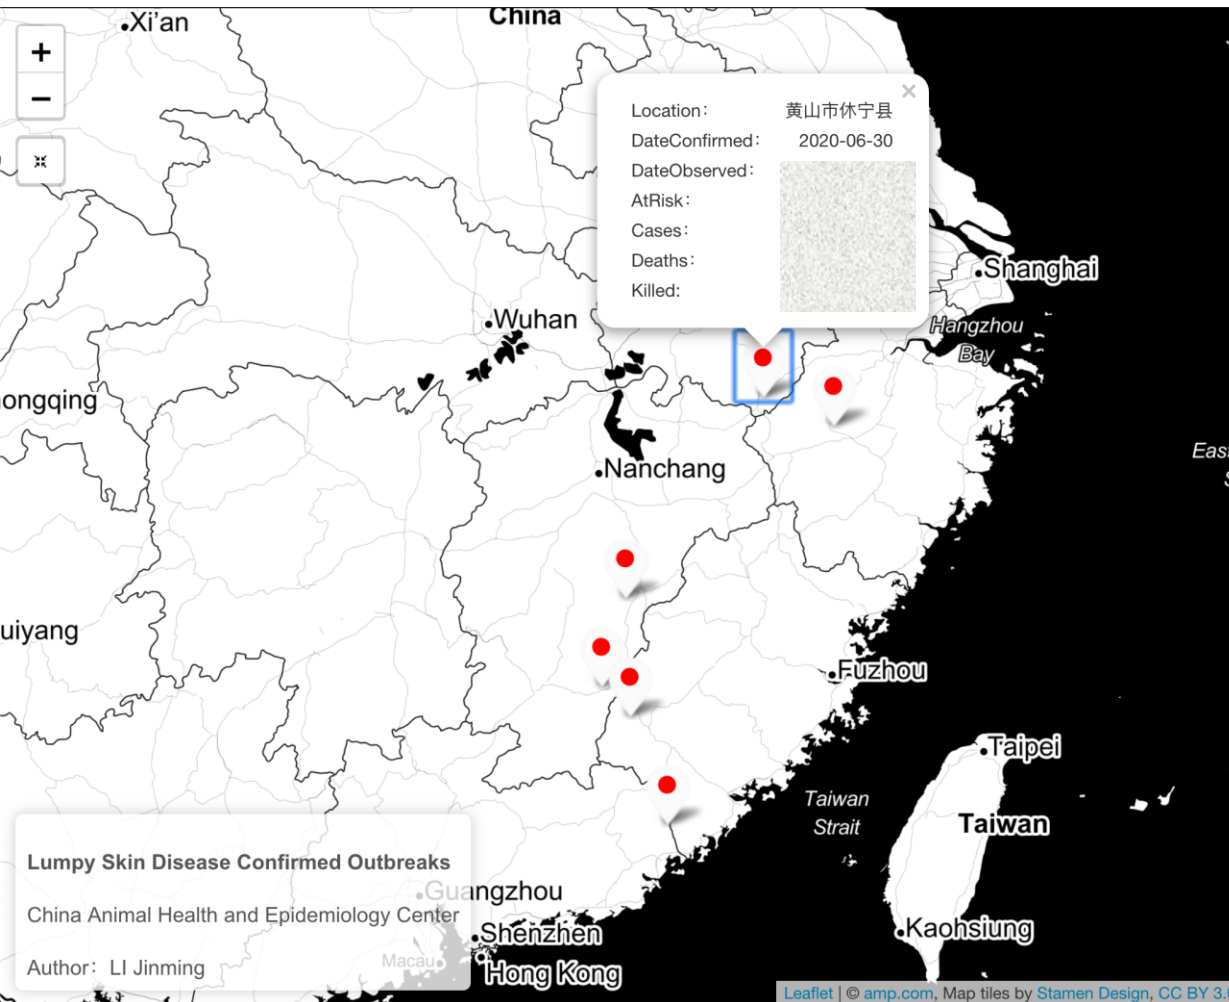 Xi'an
China
+
−
×
Location： 黄山市休宁县
DateConfirmed： 2020-06-30
DateObserved：
AtRisk：
Cases：
Deaths：
Killed:
Shanghai
Wuhan
Hangzhou
Bay
ongqing
East
S
Nanchang
uiyang
Fuzhou
Taipei
Taiwan
Strait
Taiwan
Lumpy Skin Disease Confirmed Outbreaks
Guangzhou
China Animal Health and Epidemiology Center
Shenzhen
Kaohsiung
Macau
Author：LI Jinming
Hong Kong
Leaflet | © amp.com, Map tiles by Stamen Design, CC BY 3.